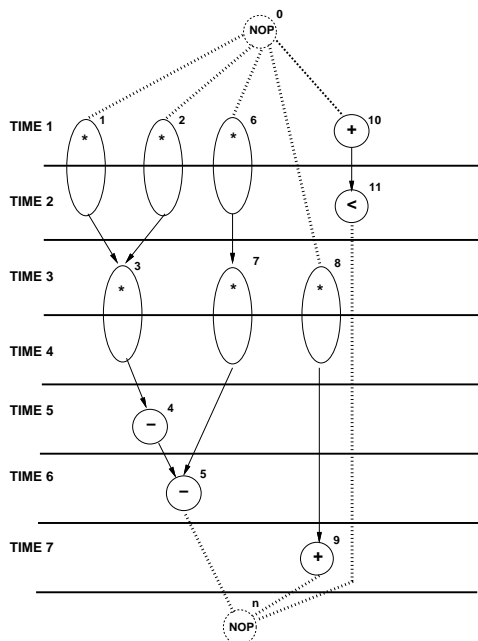 0
NOP
TIME 1
1
*
2
*
6
*
10
+
TIME 2
11
<
TIME 3
3
*
7
*
8
*
TIME 4
TIME 5
4
−
TIME 6
5
−
TIME 7
9
+
n
NOP